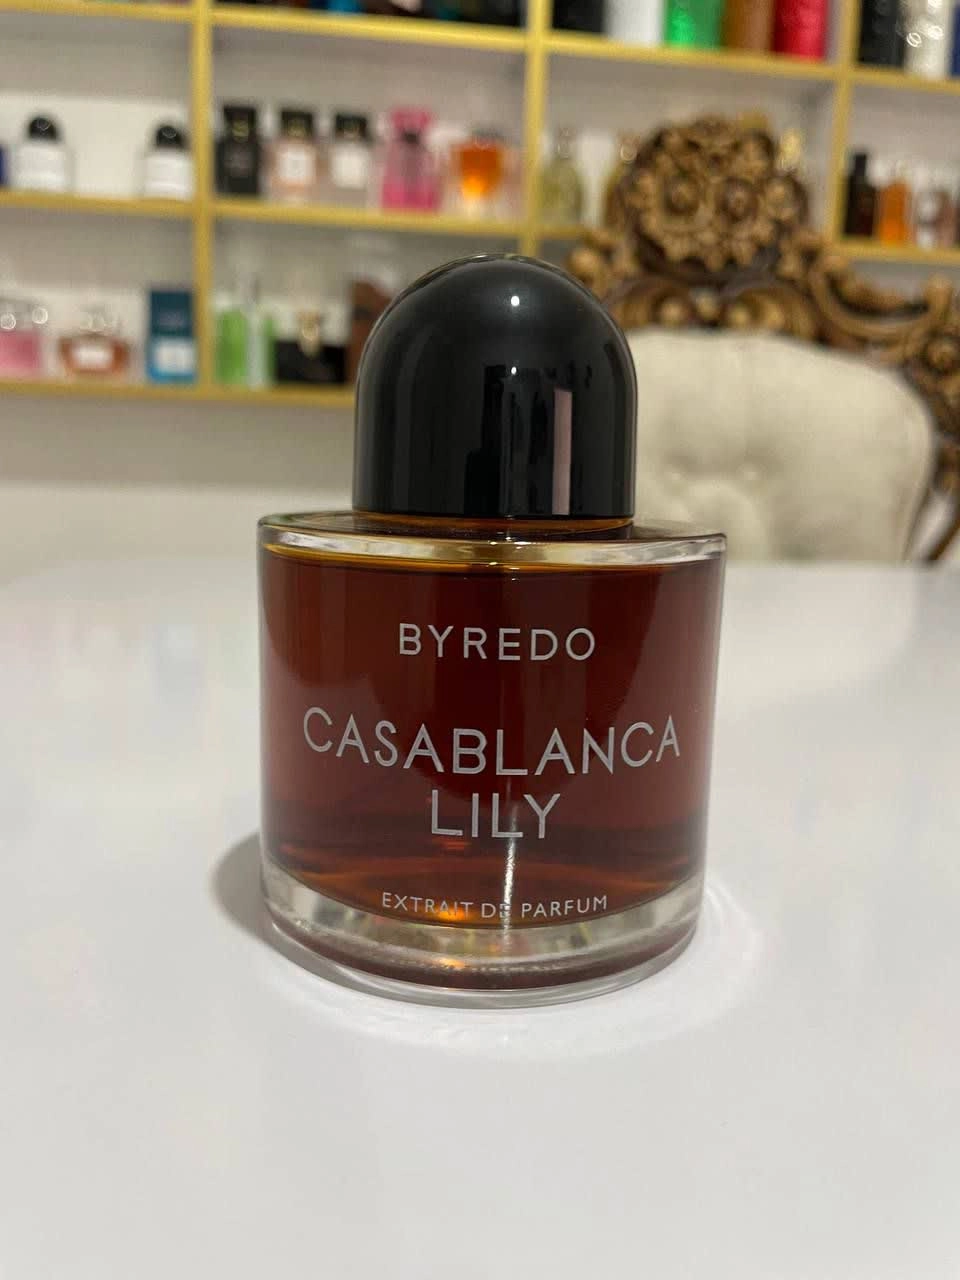 BYREDO
CASABLANCA
LILY
EXTRAIT DE PARFUM